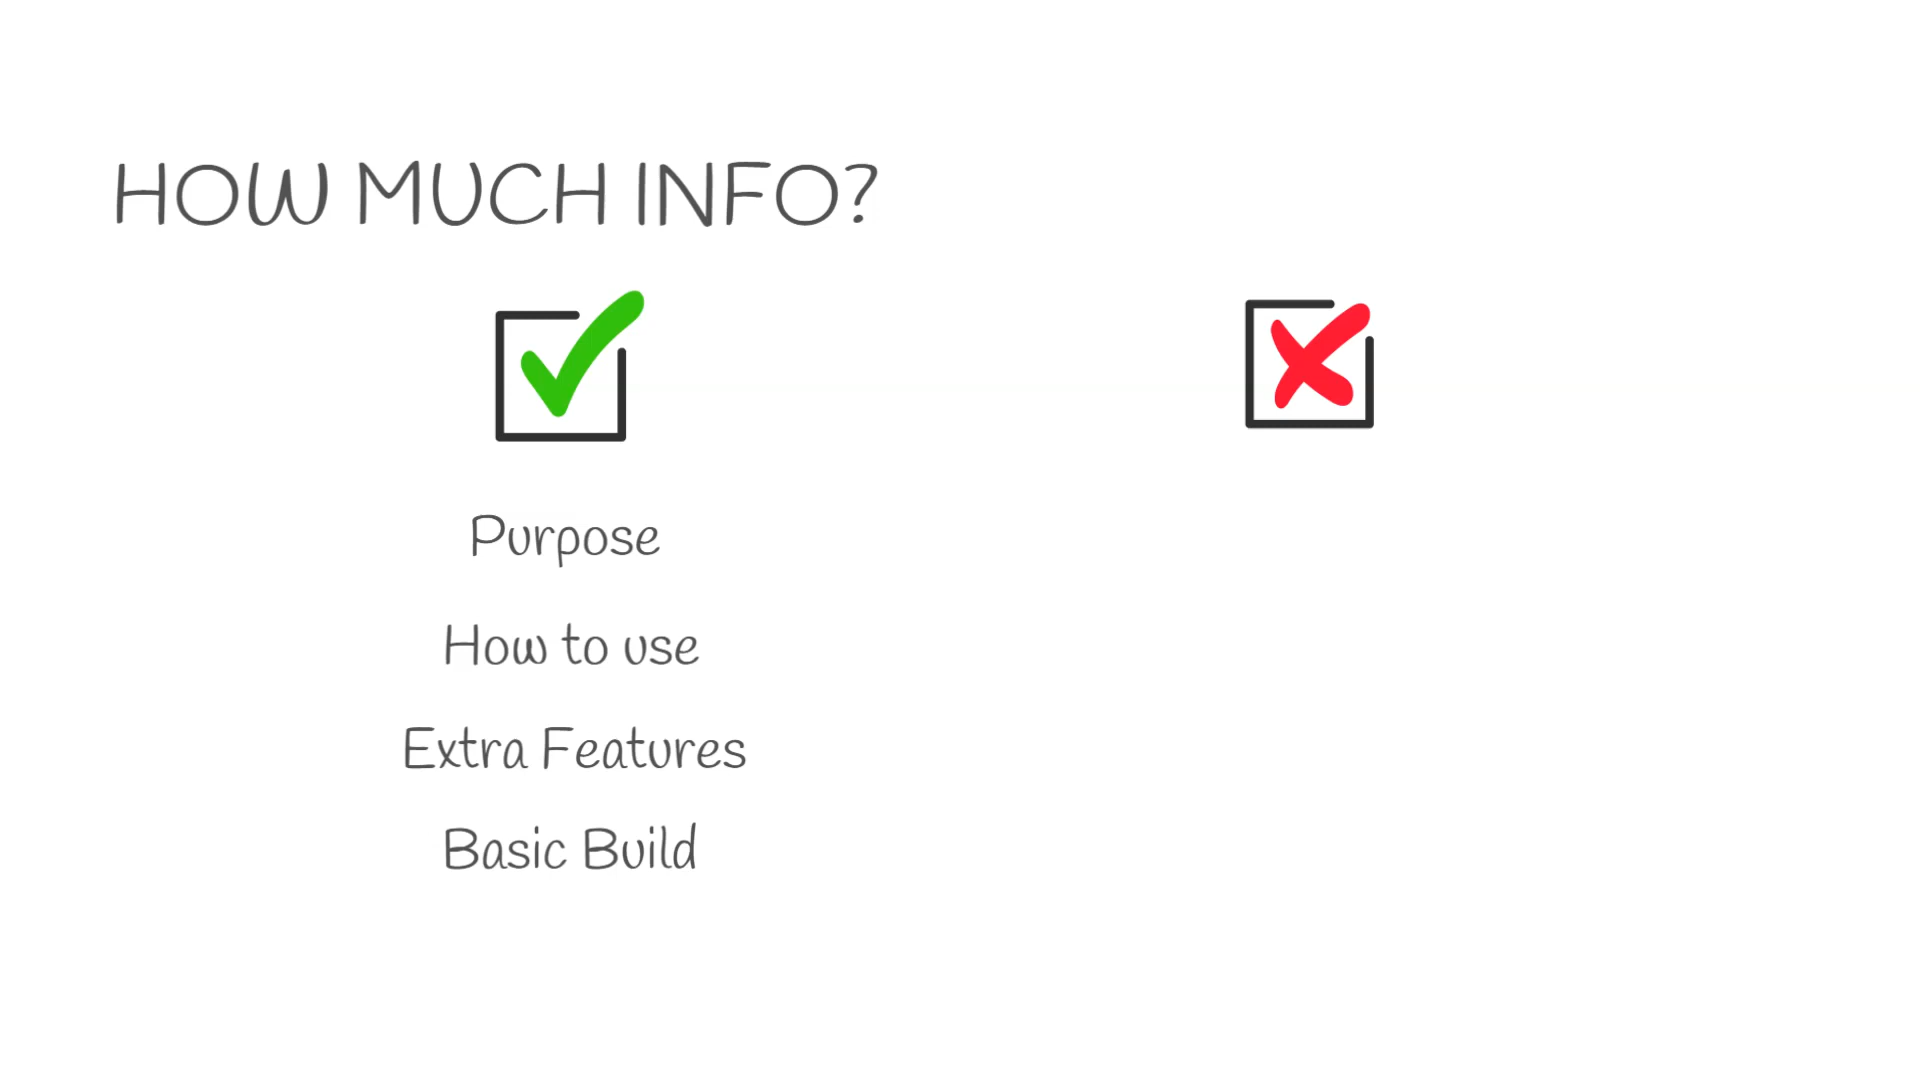 HOW MUCH INFO?
Purpose
How to use
Extra Features
Basic Build